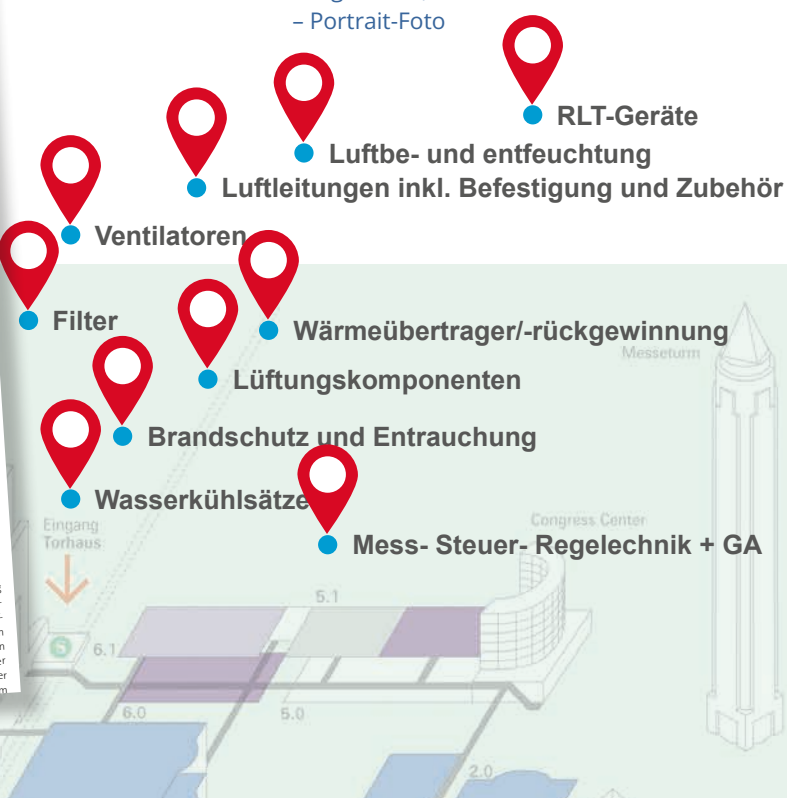 – Portrait-Foto
RLT-Geräte
Luftbe- und entfeuchtung
Luftleitungen inkl. Befestigung und Zubehör
Ventilatoren
Filter
Wärmeübertrager/-rückgewinnung
Messeturm
Lüftungskomponenten
Brandschutz und Entrauchung
Wasserkühlsätze
Eingang
Torhaus
Congress Center
Mess- Steuer- Regelechnik + GA
5.1
S
6.1
6.0
5.0
2.0